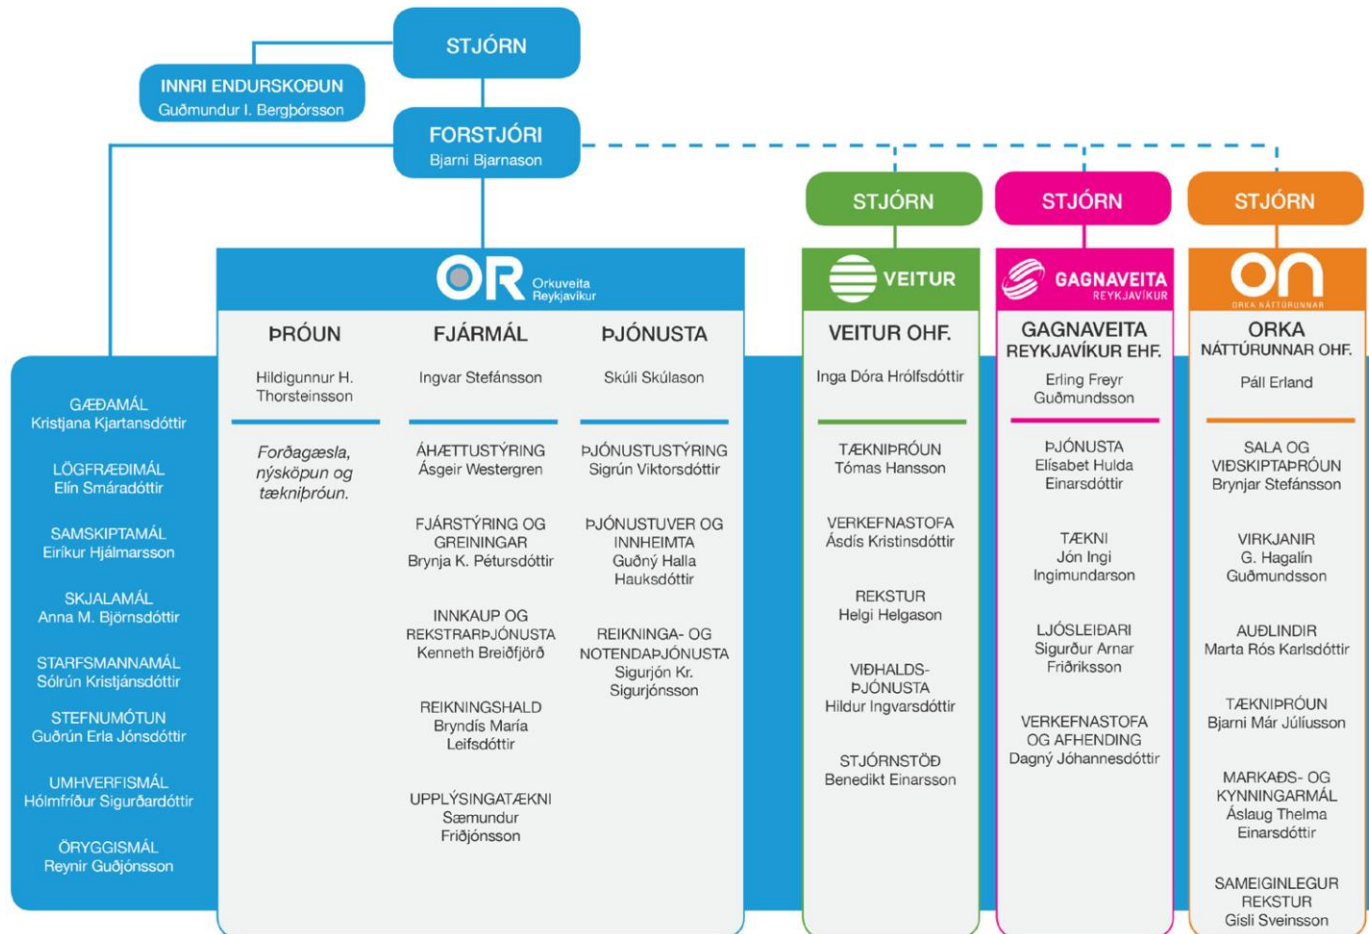 STJÓRN
INNRI ENDURSKOÐUN
Guðmundur I. Bergþórsson
FORSTJÓRI
Bjarni Bjarnason
STJÓRN
STJÓRN
STJÓRN
OR Orkuveita
Reykjavíkur
VEITUR
GAGNAVEITA
REYKJAVÍKUR
on
ORKA NÁTTÚRUNNAR
GÆÐAMÁL
Kristjana Kjartansdóttir
LÖGFRÆÐIMÁL
Elín Smáradóttir
SAMSKIPTAMÁL
Eiríkur Hjálmarsson
SKJALAMÁL
Anna M. Björnsdóttir
STARFSMANNAMÁL
Sólrún Kristjánsdóttir
STEFNUMÓTUN
Guðrún Erla Jónsdóttir
UMHVERFISMÁL
Hólmfríður Sigurðardóttir
ÖRYGGISMÁL
Reynir Guðjónsson
ÞRÓUN
Hildigunnur H.
Thorsteinsson
Forðagæsla,
nýsköpun og
tækniþróun.
FJÁRMÁL
Ingvar Stefánsson
ÁHÆTTUSTÝRING
Ásgeir Westergren
FJÁRSTÝRING OG
GREININGAR
Brynja K. Pétursdóttir
INNKAUP OG
REKSTRARÞJÓNUSTA
Kenneth Breiðfjörð
REIKNINGSHALD
Bryndís María
Leifsdóttir
UPPLÝSINGATÆKNI
Sæmundur
Friðjónsson
ÞJÓNUSTA
Skúli Skúlason
ÞJÓNUSTUSTÝRING
Sigrún Viktorsdóttir
ÞJÓNUSTUVER OG
INNHEIMTA
Guðný Halla
Hauksdóttir
REIKNINGA- OG
NOTENDAÞJÓNUSTA
Sigurjón Kr.
Sigurjónsson
VEITUR OHF.
Inga Dóra Hrólfsdóttir
TÆKNIÞRÓUN
Tómas Hansson
VERKEFNASTOFA
Ásdís Kristinsdóttir
REKSTUR
Helgi Helgason
VIÐHALDS-
ÞJÓNUSTA
Hildur Ingvarsdóttir
STJÓRNSTÖÐ
Benedikt Einarsson
GAGNAVEITA
REYKJAVÍKUR EHF.
Erling Freyr
Guðmundsson
ÞJÓNUSTA
Elísabet Hulda
Einarsdóttir
TÆKNI
Jón Ingi
Ingimundarson
LJÓSLEIÐARI
Sigurður Arnar
Friðriksson
VERKEFNASTOFA
OG AFHENDING
Dagný Jóhannesdóttir
ORKA
NÁTTÚRUNNAR OHF.
Páll Erland
SALA OG
VIÐSKIPTAÞRÓUN
Brynjar Stefánsson
VIRKJANIR
G. Hagalín
Guðmundsson
AUÐLINDIR
Marta Rós Karlsdóttir
TÆKNIÞRÓUN
Bjarni Már Júlíusson
MARKAÐS- OG
KYNNINGARMÁL
Áslaug Thelma
Einarsdóttir
SAMEIGINLEGUR
REKSTUR
Gísli Sveinsson